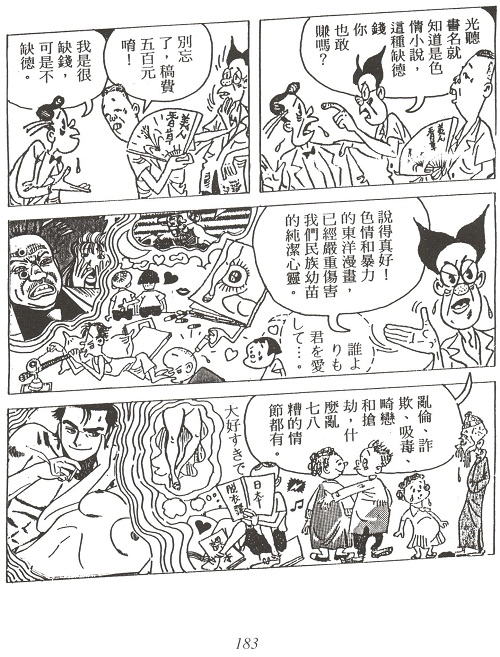 光聽
書名就
知道是色
情小說，
這種缺德
錢
你
也敢
賺嗎？
美人
別忘
了，稿費
五百元
唷！
美人
我是很
缺錢，
可是不
缺德。
說得真好！
色情和暴力
的東洋漫畫，
已經嚴重傷害
我們民族幼苗
的純潔心靈。
誰よ
りも
君を愛
して…。
亂倫、詐
欺、吸毒、
畸戀
和搶
劫，什
麼亂
七八
糟的情
節都有。
日本
大好すきで
183